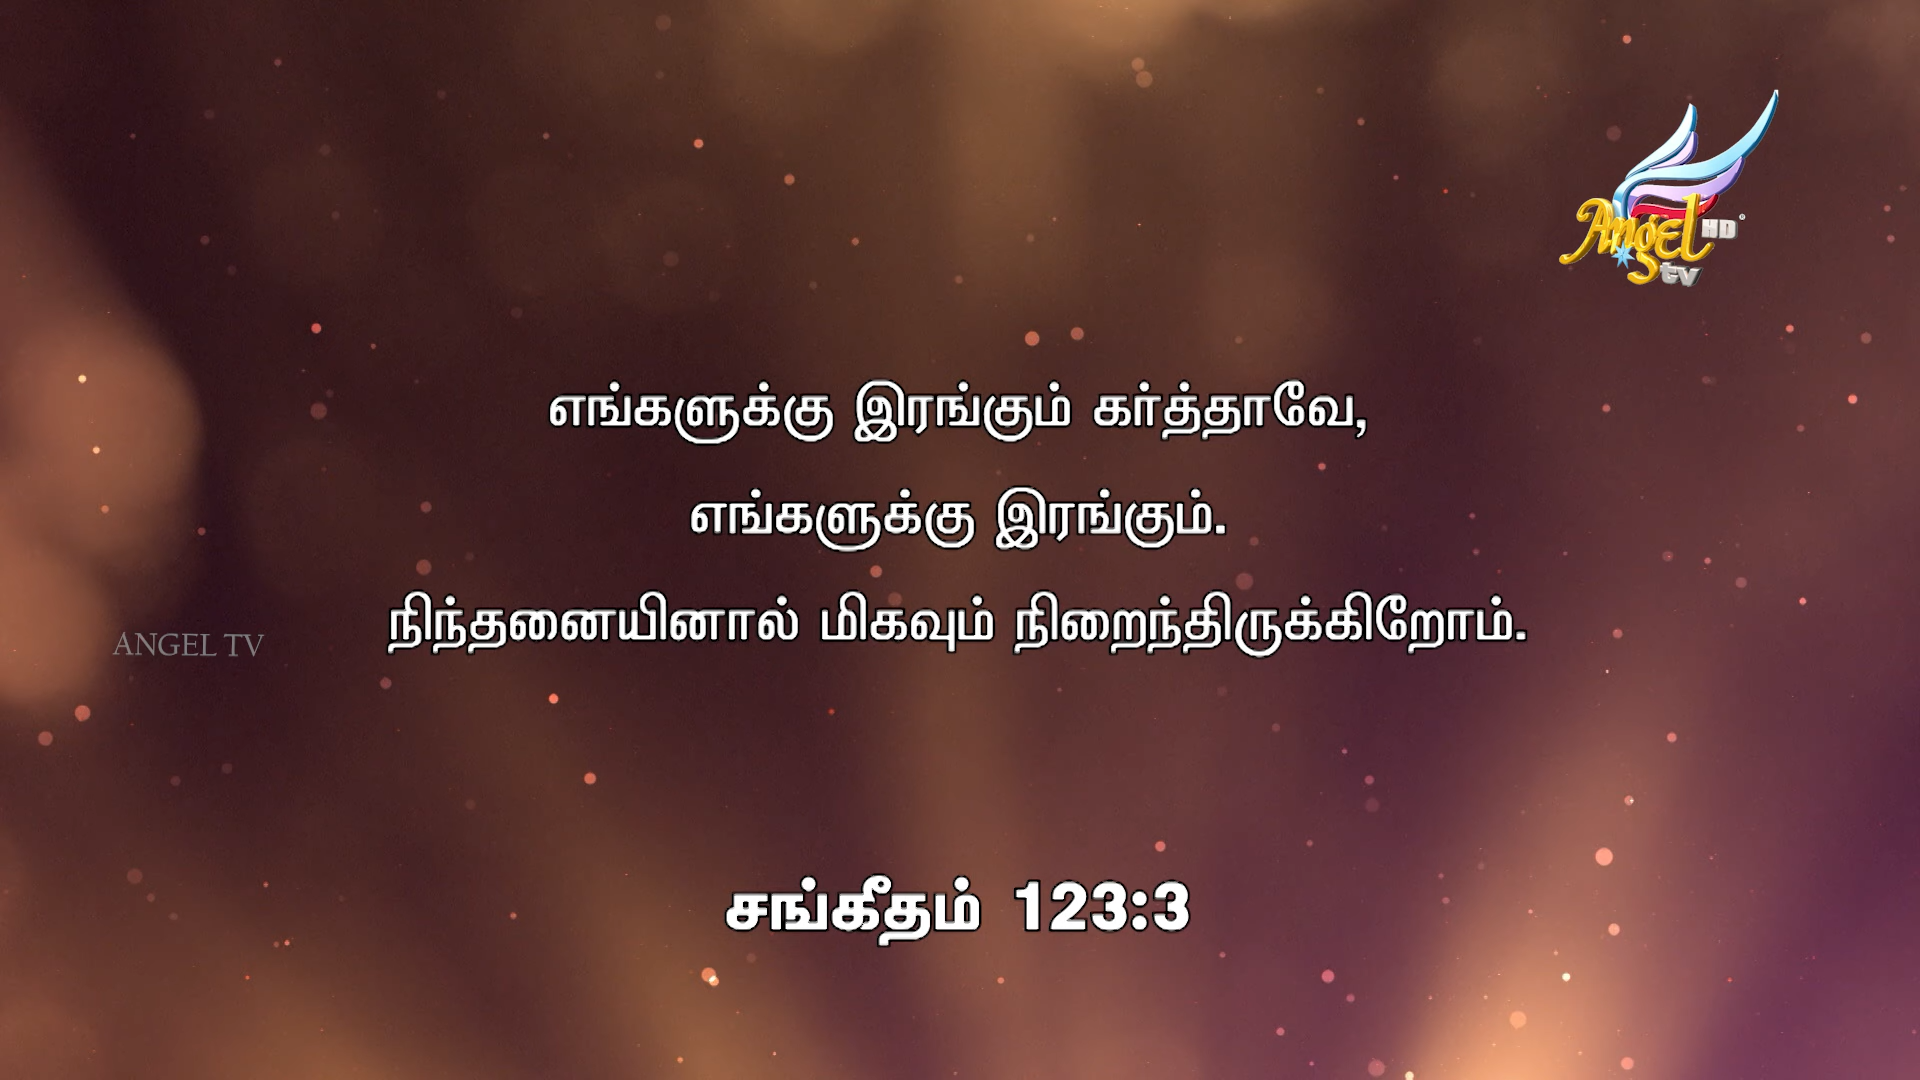 Angel HD
tv
எங்களுக்கு இரங்கும் கர்த்தாவே,
எங்களுக்கு இரங்கும்.
நிந்தனையினால் மிகவும் நிறைந்திருக்கிறோம்.
ANGEL TV
சங்கீதம் 123:3